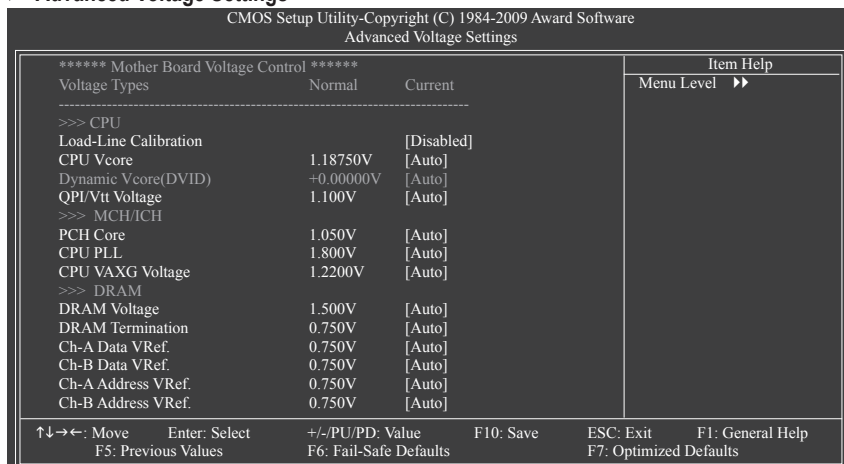 Advanced Voltage Settings
CMOS Setup Utility-Copyright (C) 1984-2009 Award Software
Advanced Voltage Settings
****** Mother Board Voltage Control ******
Voltage Types Normal Current
------------------------------------------------------------------------------
>>> CPU
Load-Line Calibration [Disabled]
CPU Vcore 1.18750V [Auto]
Dynamic Vcore(DVID) +0.00000V [Auto]
QPI/Vtt Voltage 1.100V [Auto]
>>> MCH/ICH
PCH Core 1.050V [Auto]
CPU PLL 1.800V [Auto]
CPU VAXG Voltage 1.2200V [Auto]
>>> DRAM
DRAM Voltage 1.500V [Auto]
DRAM Termination 0.750V [Auto]
Ch-A Data VRef. 0.750V [Auto]
Ch-B Data VRef. 0.750V [Auto]
Ch-A Address VRef. 0.750V [Auto]
Ch-B Address VRef. 0.750V [Auto]
Item Help
Menu Level ▶▶
↑↓→←: Move Enter: Select +/-/PU/PD: Value F10: Save ESC: Exit F1: General Help
F5: Previous Values F6: Fail-Safe Defaults F7: Optimized Defaults